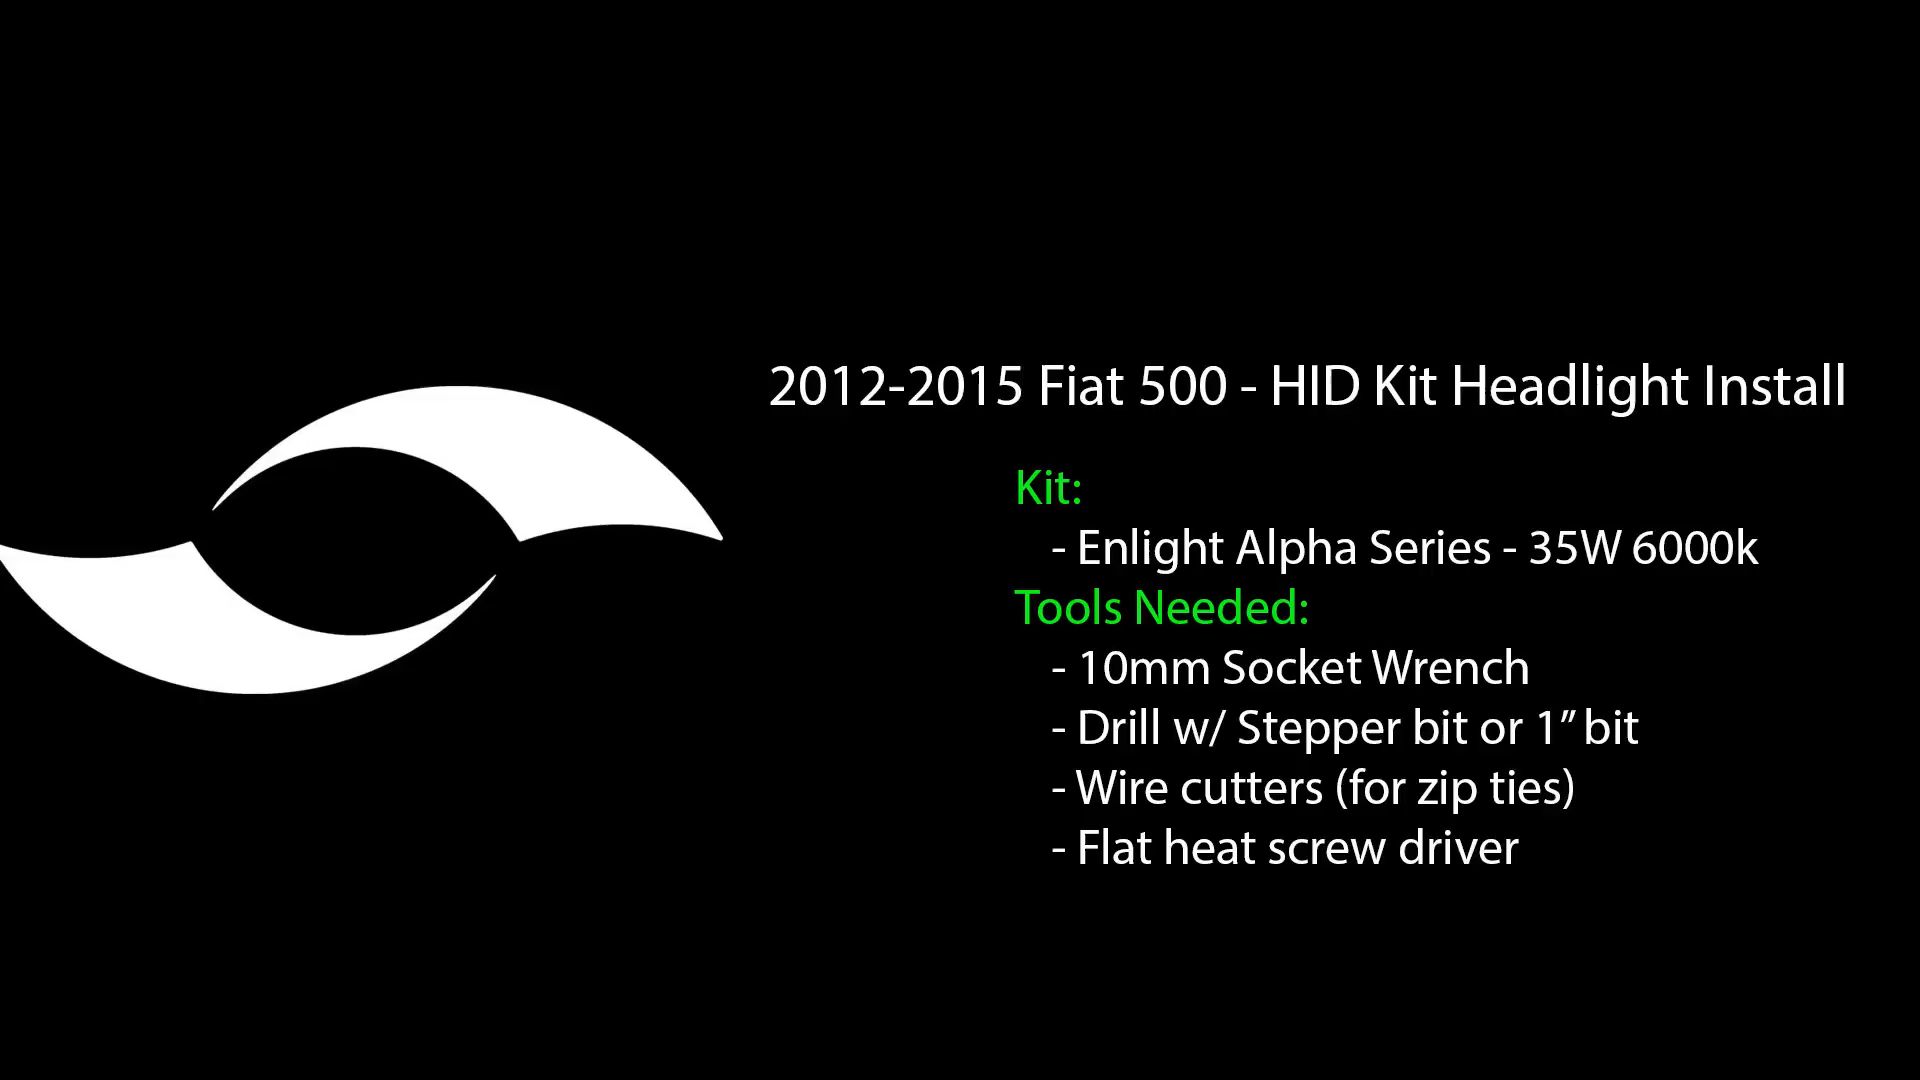 2012-2015 Fiat 500 - HID Kit Headlight Install
Kit:
- Enlight Alpha Series - 35W 6000k
Tools Needed:
- 10mm Socket Wrench
- Drill w/ Stepper bit or 1” bit
- Wire cutters (for zip ties)
- Flat heat screw driver